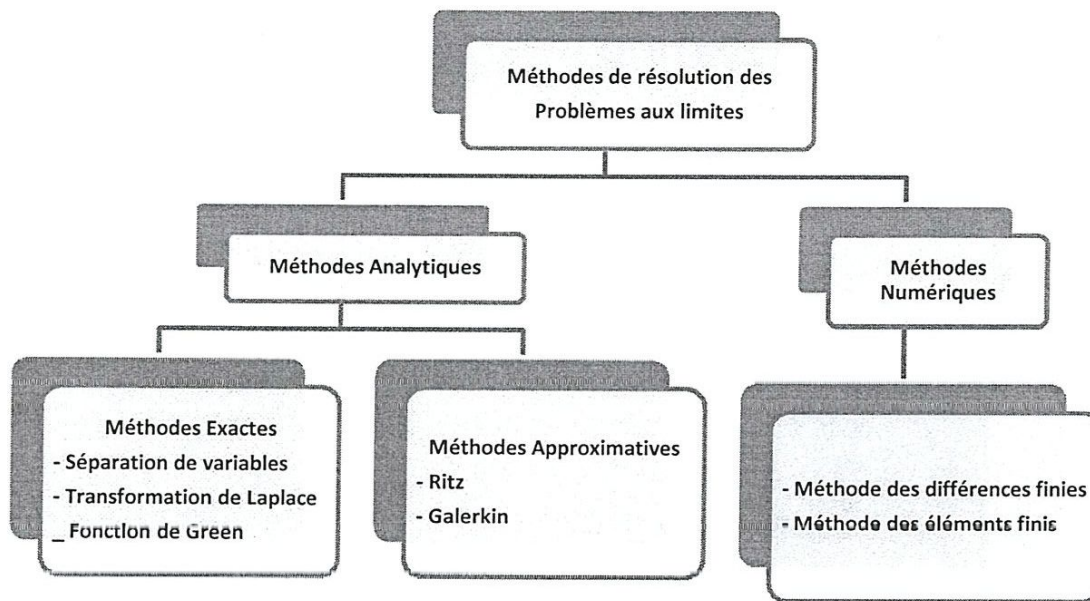 Méthodes de résolution des
Problèmes aux limites
Méthodes Analytiques
Méthodes
Numériques
Méthodes Exactes
- Séparation de variables
- Transformation de Laplace
_ Fonction de Green
Méthodes Approximatives
- Ritz
- Galerkin
- Méthode des différences finies
- Méthode des éléments finis